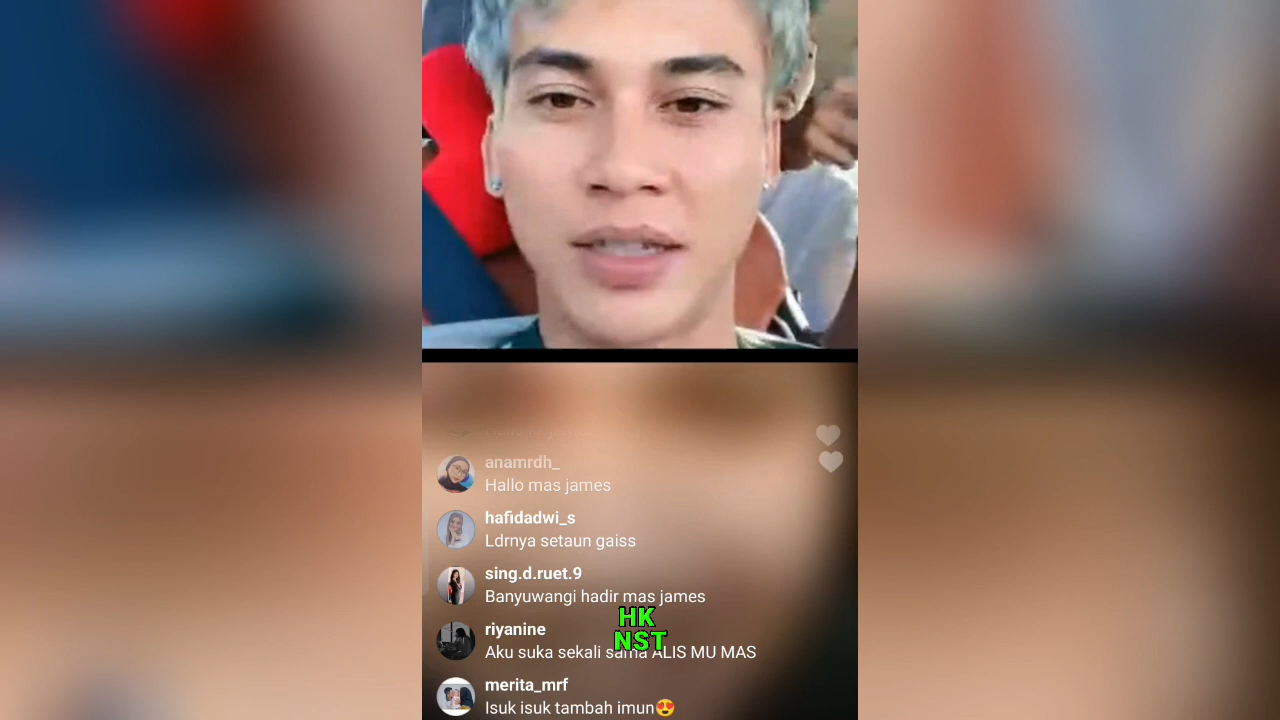 anamrdh_
Hallo mas james
hafidadwi_s
Ldrnya setaun gaiss
sing.d.ruet.9
Banyuwangi hadir mas james
HK
NST
riyanine
Aku suka sekali sama ALIS MU MAS
merita_mrf
Isuk isuk tambah imun😍